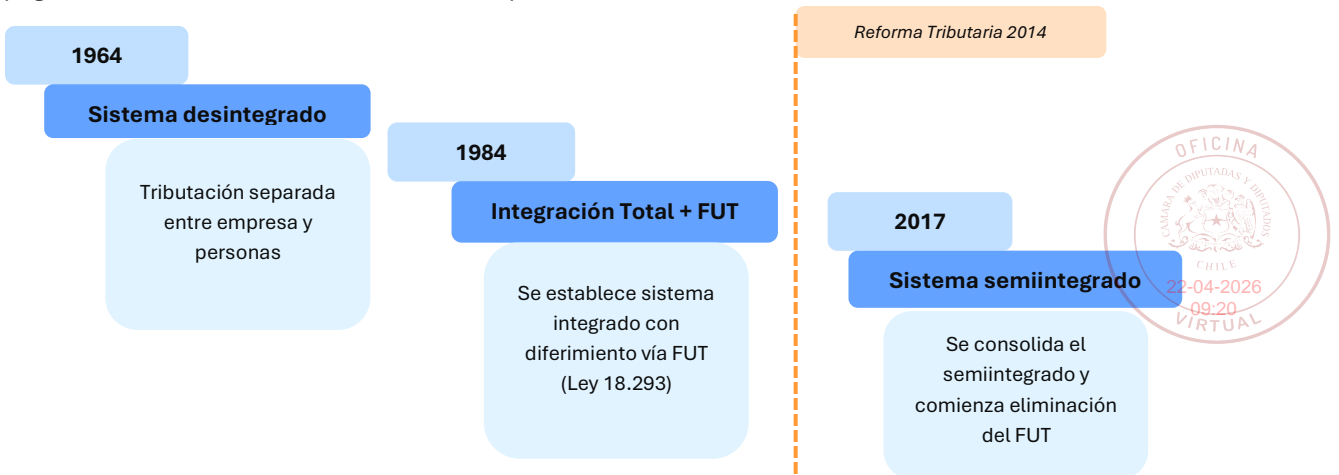 Reforma Tributaria 2014
1964
Sistema desintegrado
Tributación separada
entre empresa y
personas
1984
Integración Total + FUT
Se establece sistema
integrado con
diferimiento vía FUT
(Ley 18.293)
2017
Sistema semiintegrado
Se consolida el
semiintegrado y
comienza eliminación
del FUT
OFICINA
CAMARA DE DIPUTADAS Y DIPUTADOS
CHILE
22-04-2026
09:20
VIRTUAL